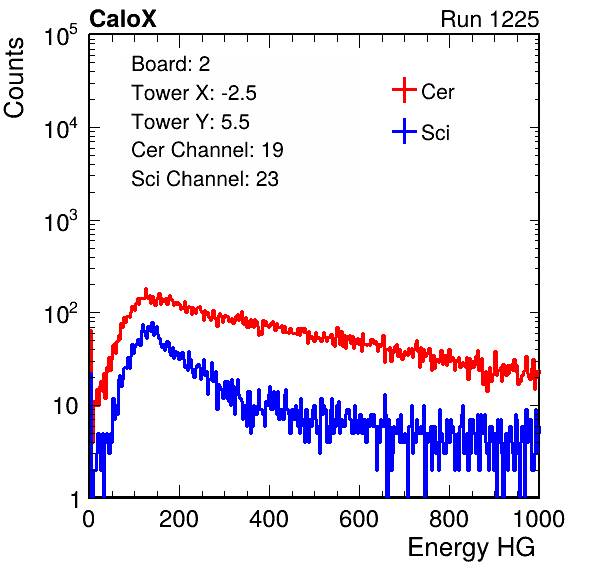 CaloX Run 1225
Counts
Board: 2
Tower X: -2.5
Tower Y: 5.5
Cer Channel: 19
Sci Channel: 23
Cer
Sci
10^5
10^4
10^3
10^2
10
1
0 200 400 600 800 1000
Energy HG